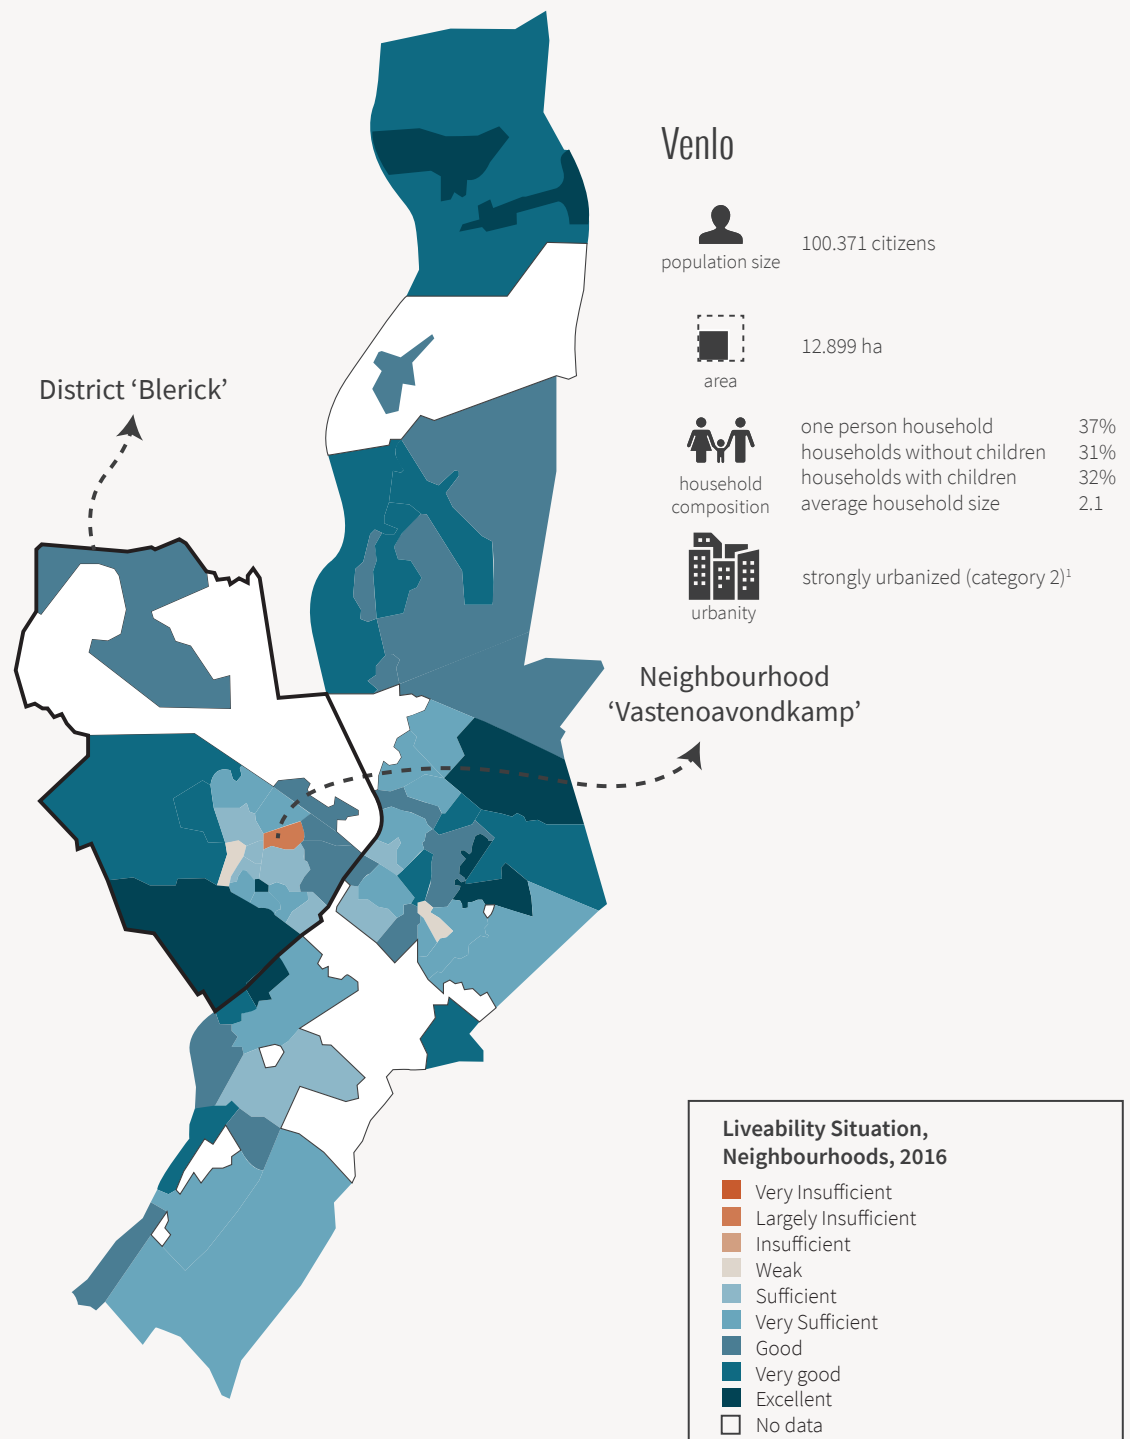 Venlo
population size
100.371 citizens
area
12.899 ha
household
composition
one person household 37%
households without children 31%
households with children 32%
average household size 2.1
urbanity
strongly urbanized (category 2)1
District ‘Blerick’
Neighbourhood
‘Vastenoavondkamp’
Liveability Situation,
Neighbourhoods, 2016
Very Insufficient
Largely Insufficient
Insufficient
Weak
Sufficient
Very Sufficient
Good
Very good
Excellent
No data